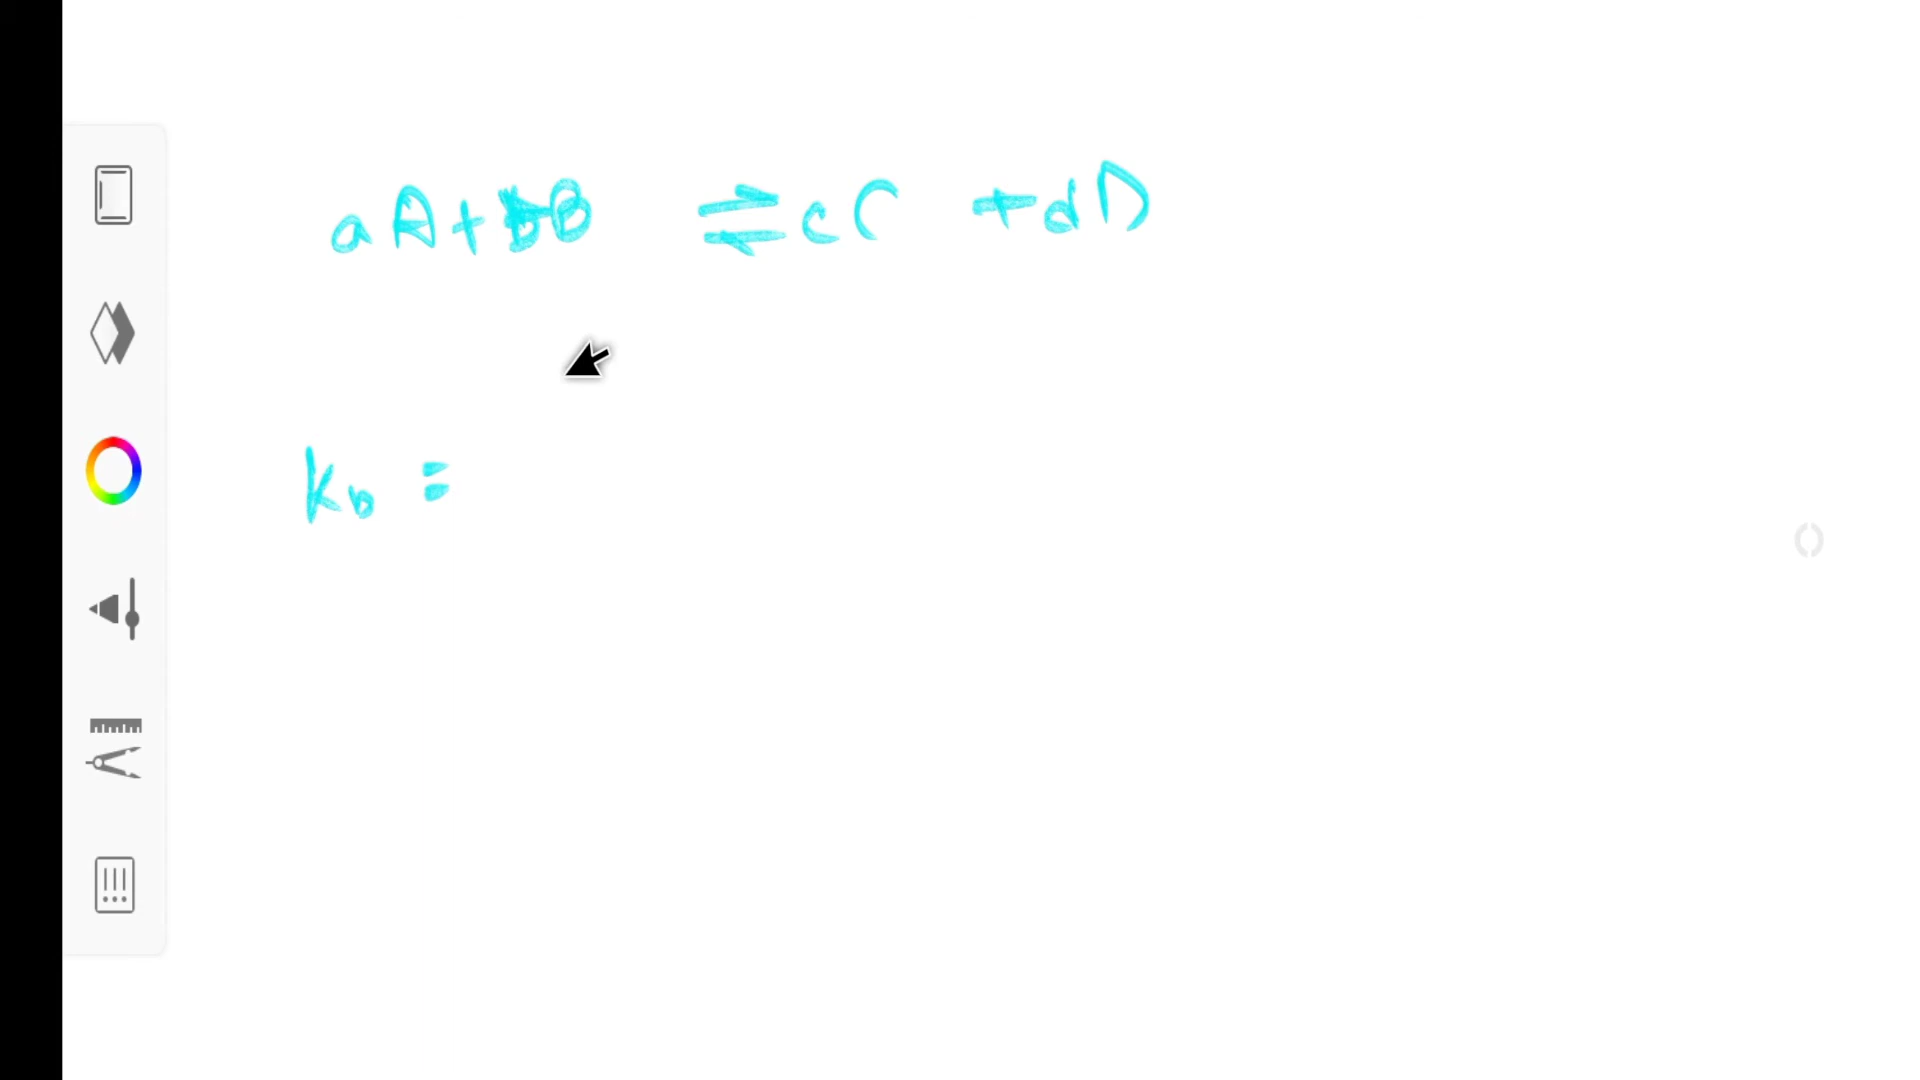 aA + bB ⇌ cC + dD
kb =